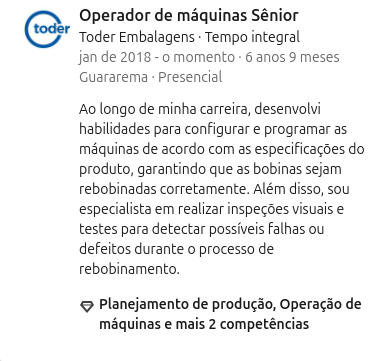 toder
Operador de máquinas Sênior
Toder Embalagens · Tempo integral
jan de 2018 - o momento · 6 anos 9 meses
Guararema · Presencial
Ao longo de minha carreira, desenvolvi
habilidades para configurar e programar as
máquinas de acordo com as especificações do
produto, garantindo que as bobinas sejam
rebobinadas corretamente. Além disso, sou
especialista em realizar inspeções visuais e
testes para detectar possíveis falhas ou
defeitos durante o processo de
rebobinamento.
Planejamento de produção, Operação de
máquinas e mais 2 competências